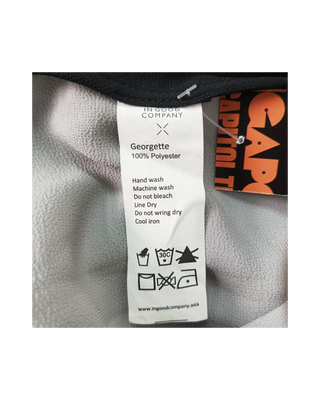 IN GOOD
COMPANY
Georgette
100% Polyester
Hand wash
Machine wash
Do not bleach
Line Dry
Do not wring dry
Cool iron
30C
www.ingoodcompany.asia